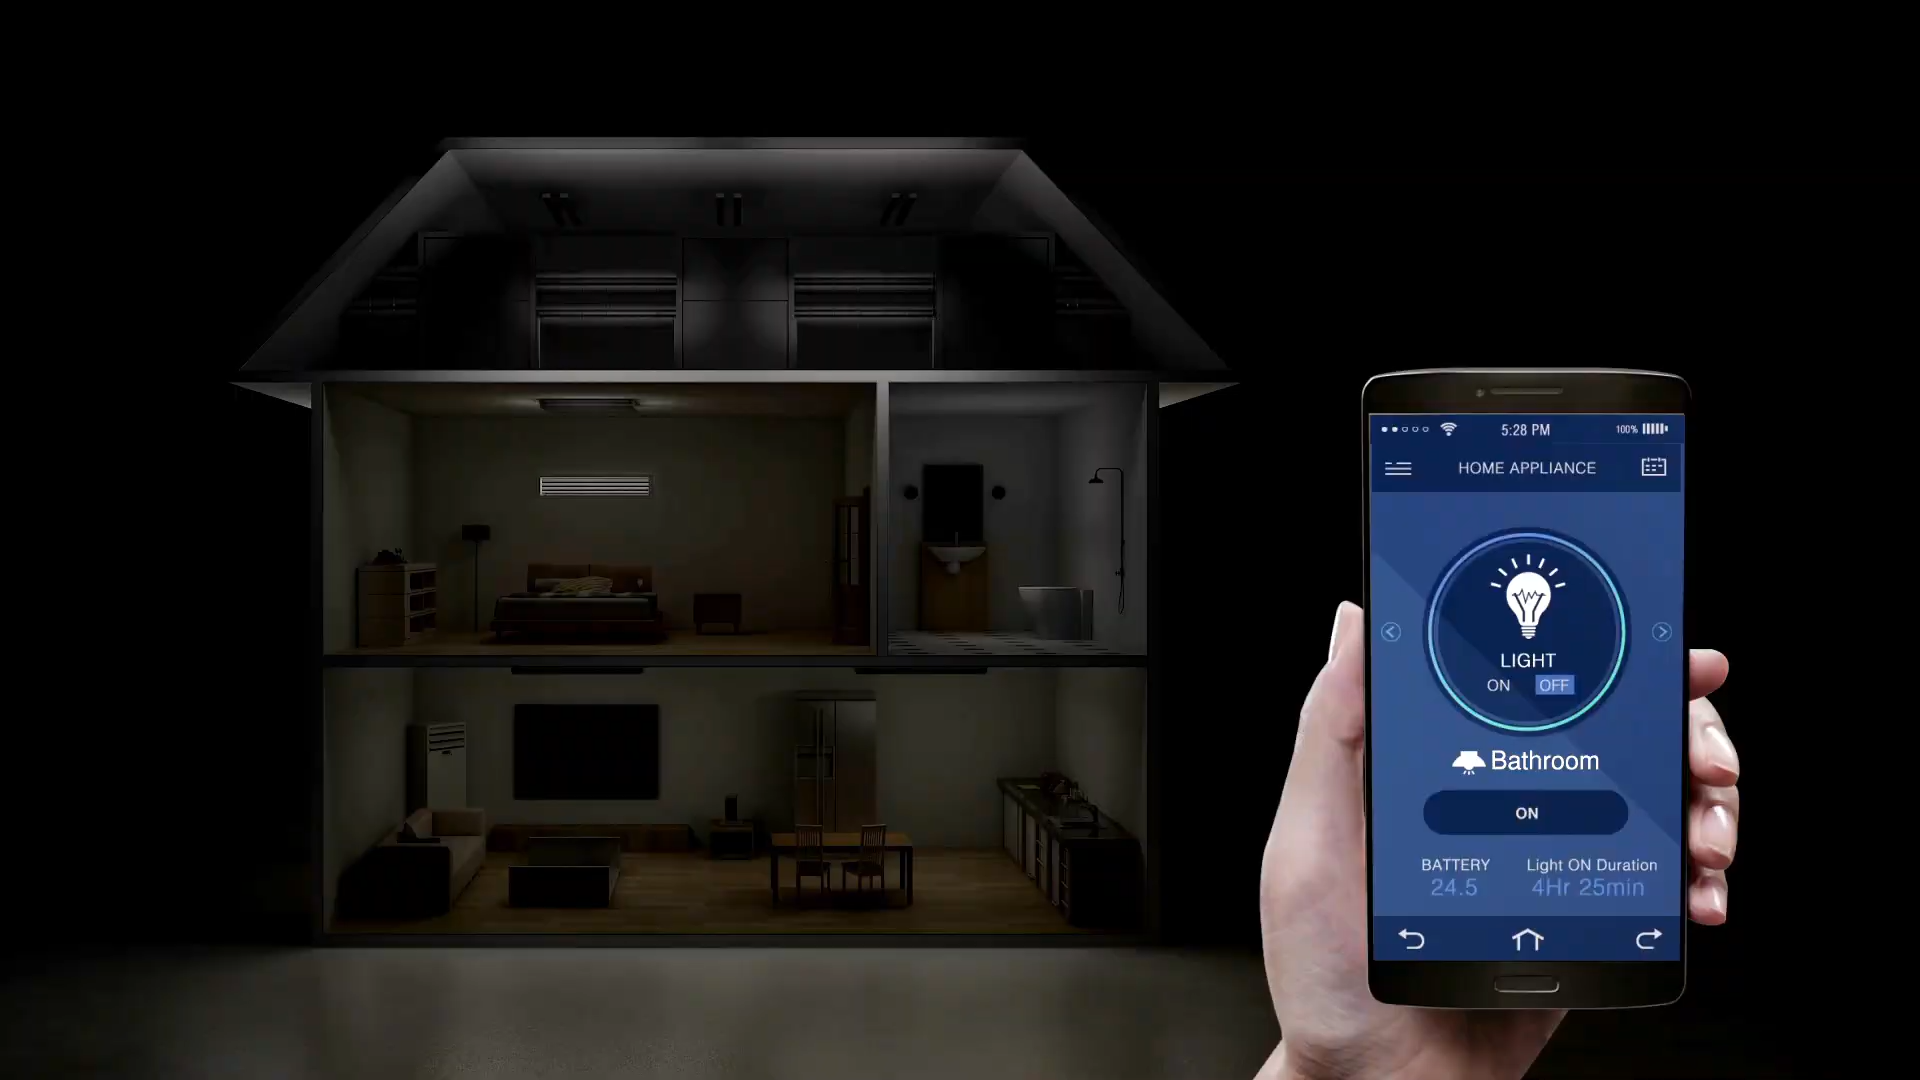 5:28 PM
100%
HOME APPLIANCE
LIGHT
ON OFF
Bathroom
ON
BATTERY Light ON Duration
24.5 4Hr 25min